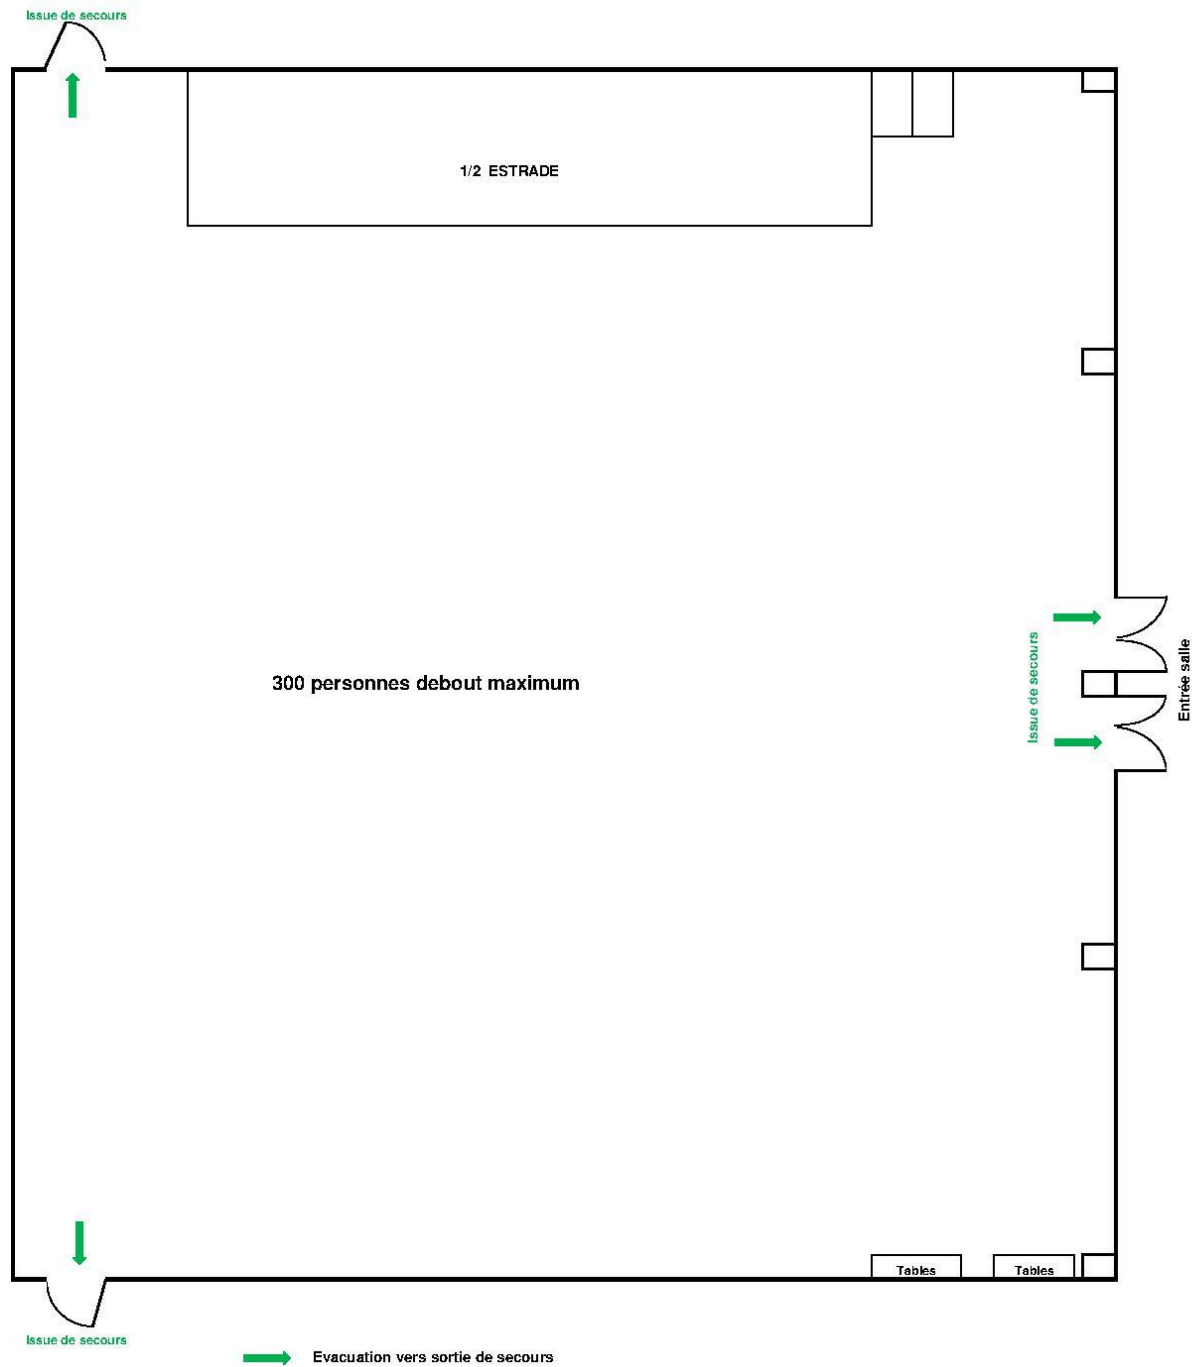 Issue de secours
1/2 ESTRADE
300 personnes debout maximum
Issue de secours
Entrée salle
Tables
Tables
Issue de secours
Evacuation vers sortie de secours